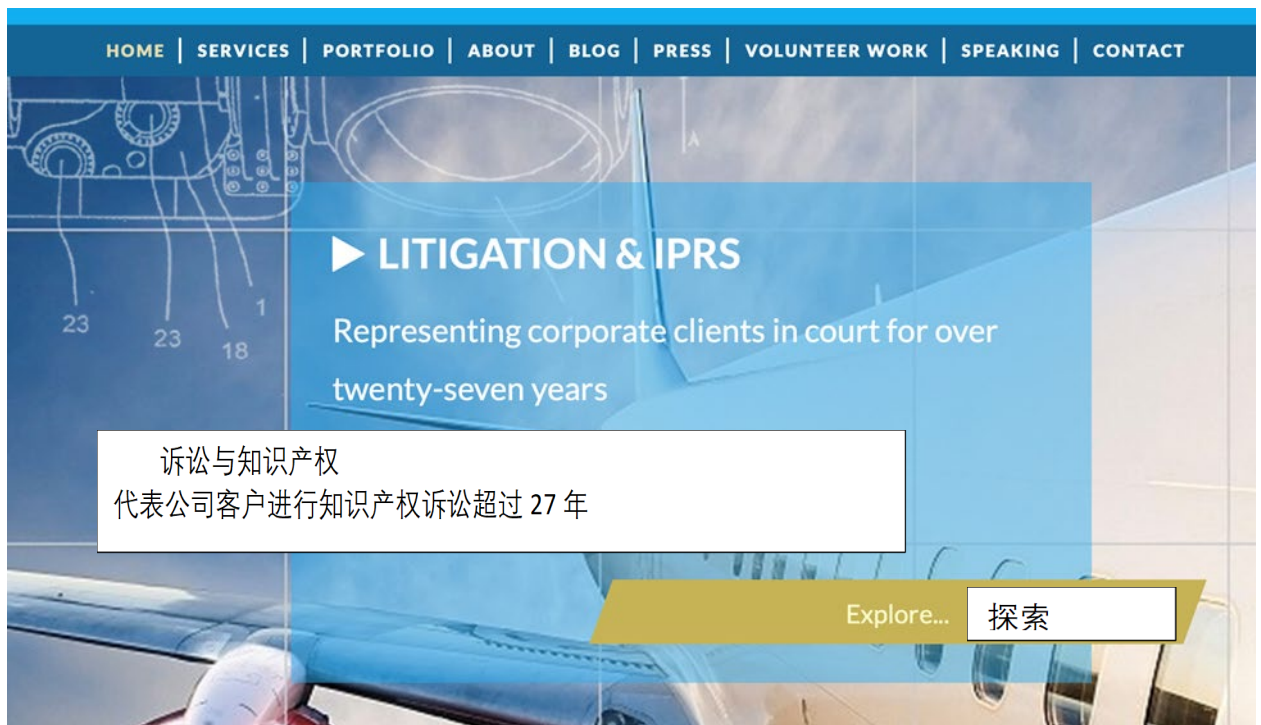 HOME | SERVICES | PORTFOLIO | ABOUT | BLOG | PRESS | VOLUNTEER WORK | SPEAKING | CONTACT
A
23
23
18
1
LITIGATION & IPRS
Representing corporate clients in court for over
twenty-seven years
诉讼与知识产权
代表公司客户进行知识产权诉讼超过 27 年
Explore... 探索